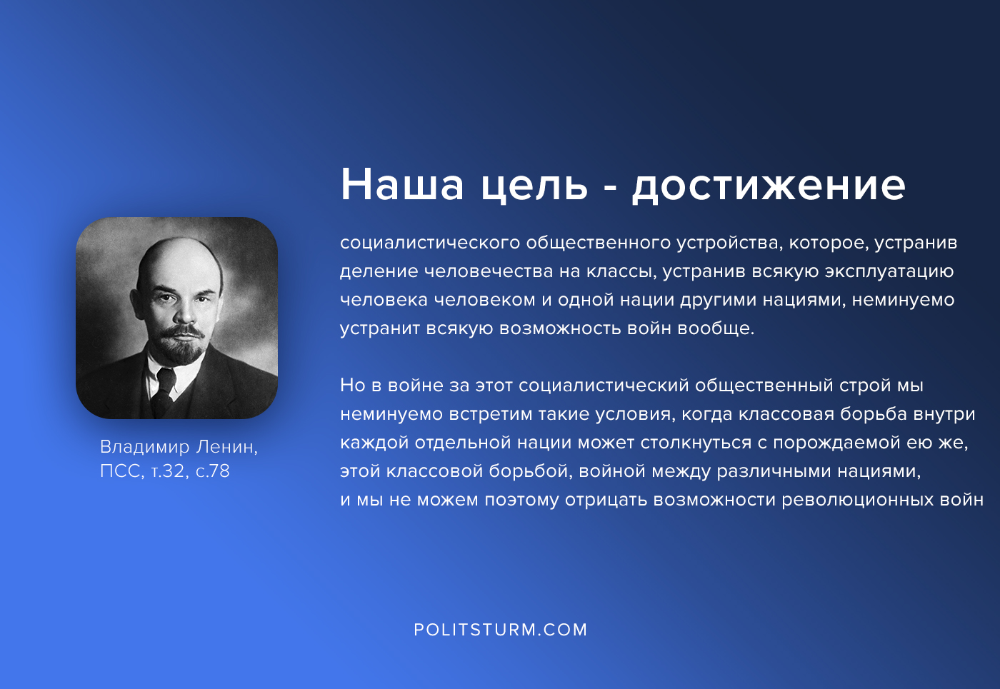 Наша цель - достижение
социалистического общественного устройства, которое, устранив
деление человечества на классы, устранив всякую эксплуатацию
человека человеком и одной нации другими нациями, неминуемо
устранит всякую возможность войн вообще.
Но в войне за этот социалистический общественный строй мы
неминуемо встретим такие условия, когда классовая борьба внутри
каждой отдельной нации может столкнуться с порождаемой ею же,
этой классовой борьбой, войной между различными нациями,
и мы не можем поэтому отрицать возможности революционных войн
Владимир Ленин,
ПСС, т.32, с.78
POLITSTURM.COM